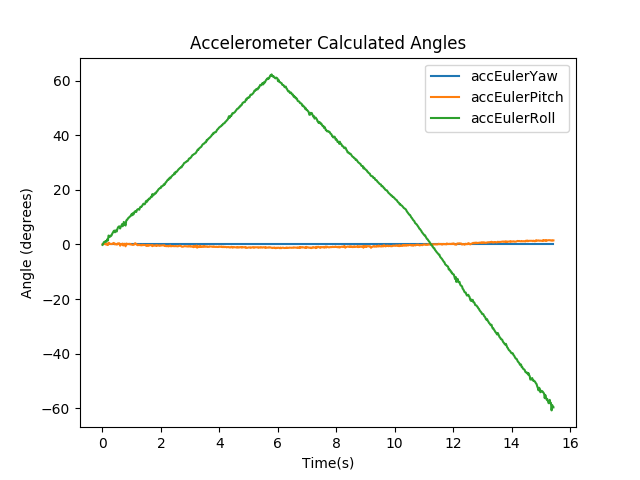 Accelerometer Calculated Angles
accEulerYaw
accEulerPitch
accEulerRoll
60
40
20
0
−20
−40
−60
Angle (degrees)
0 2 4 6 8 10 12 14 16
Time(s)